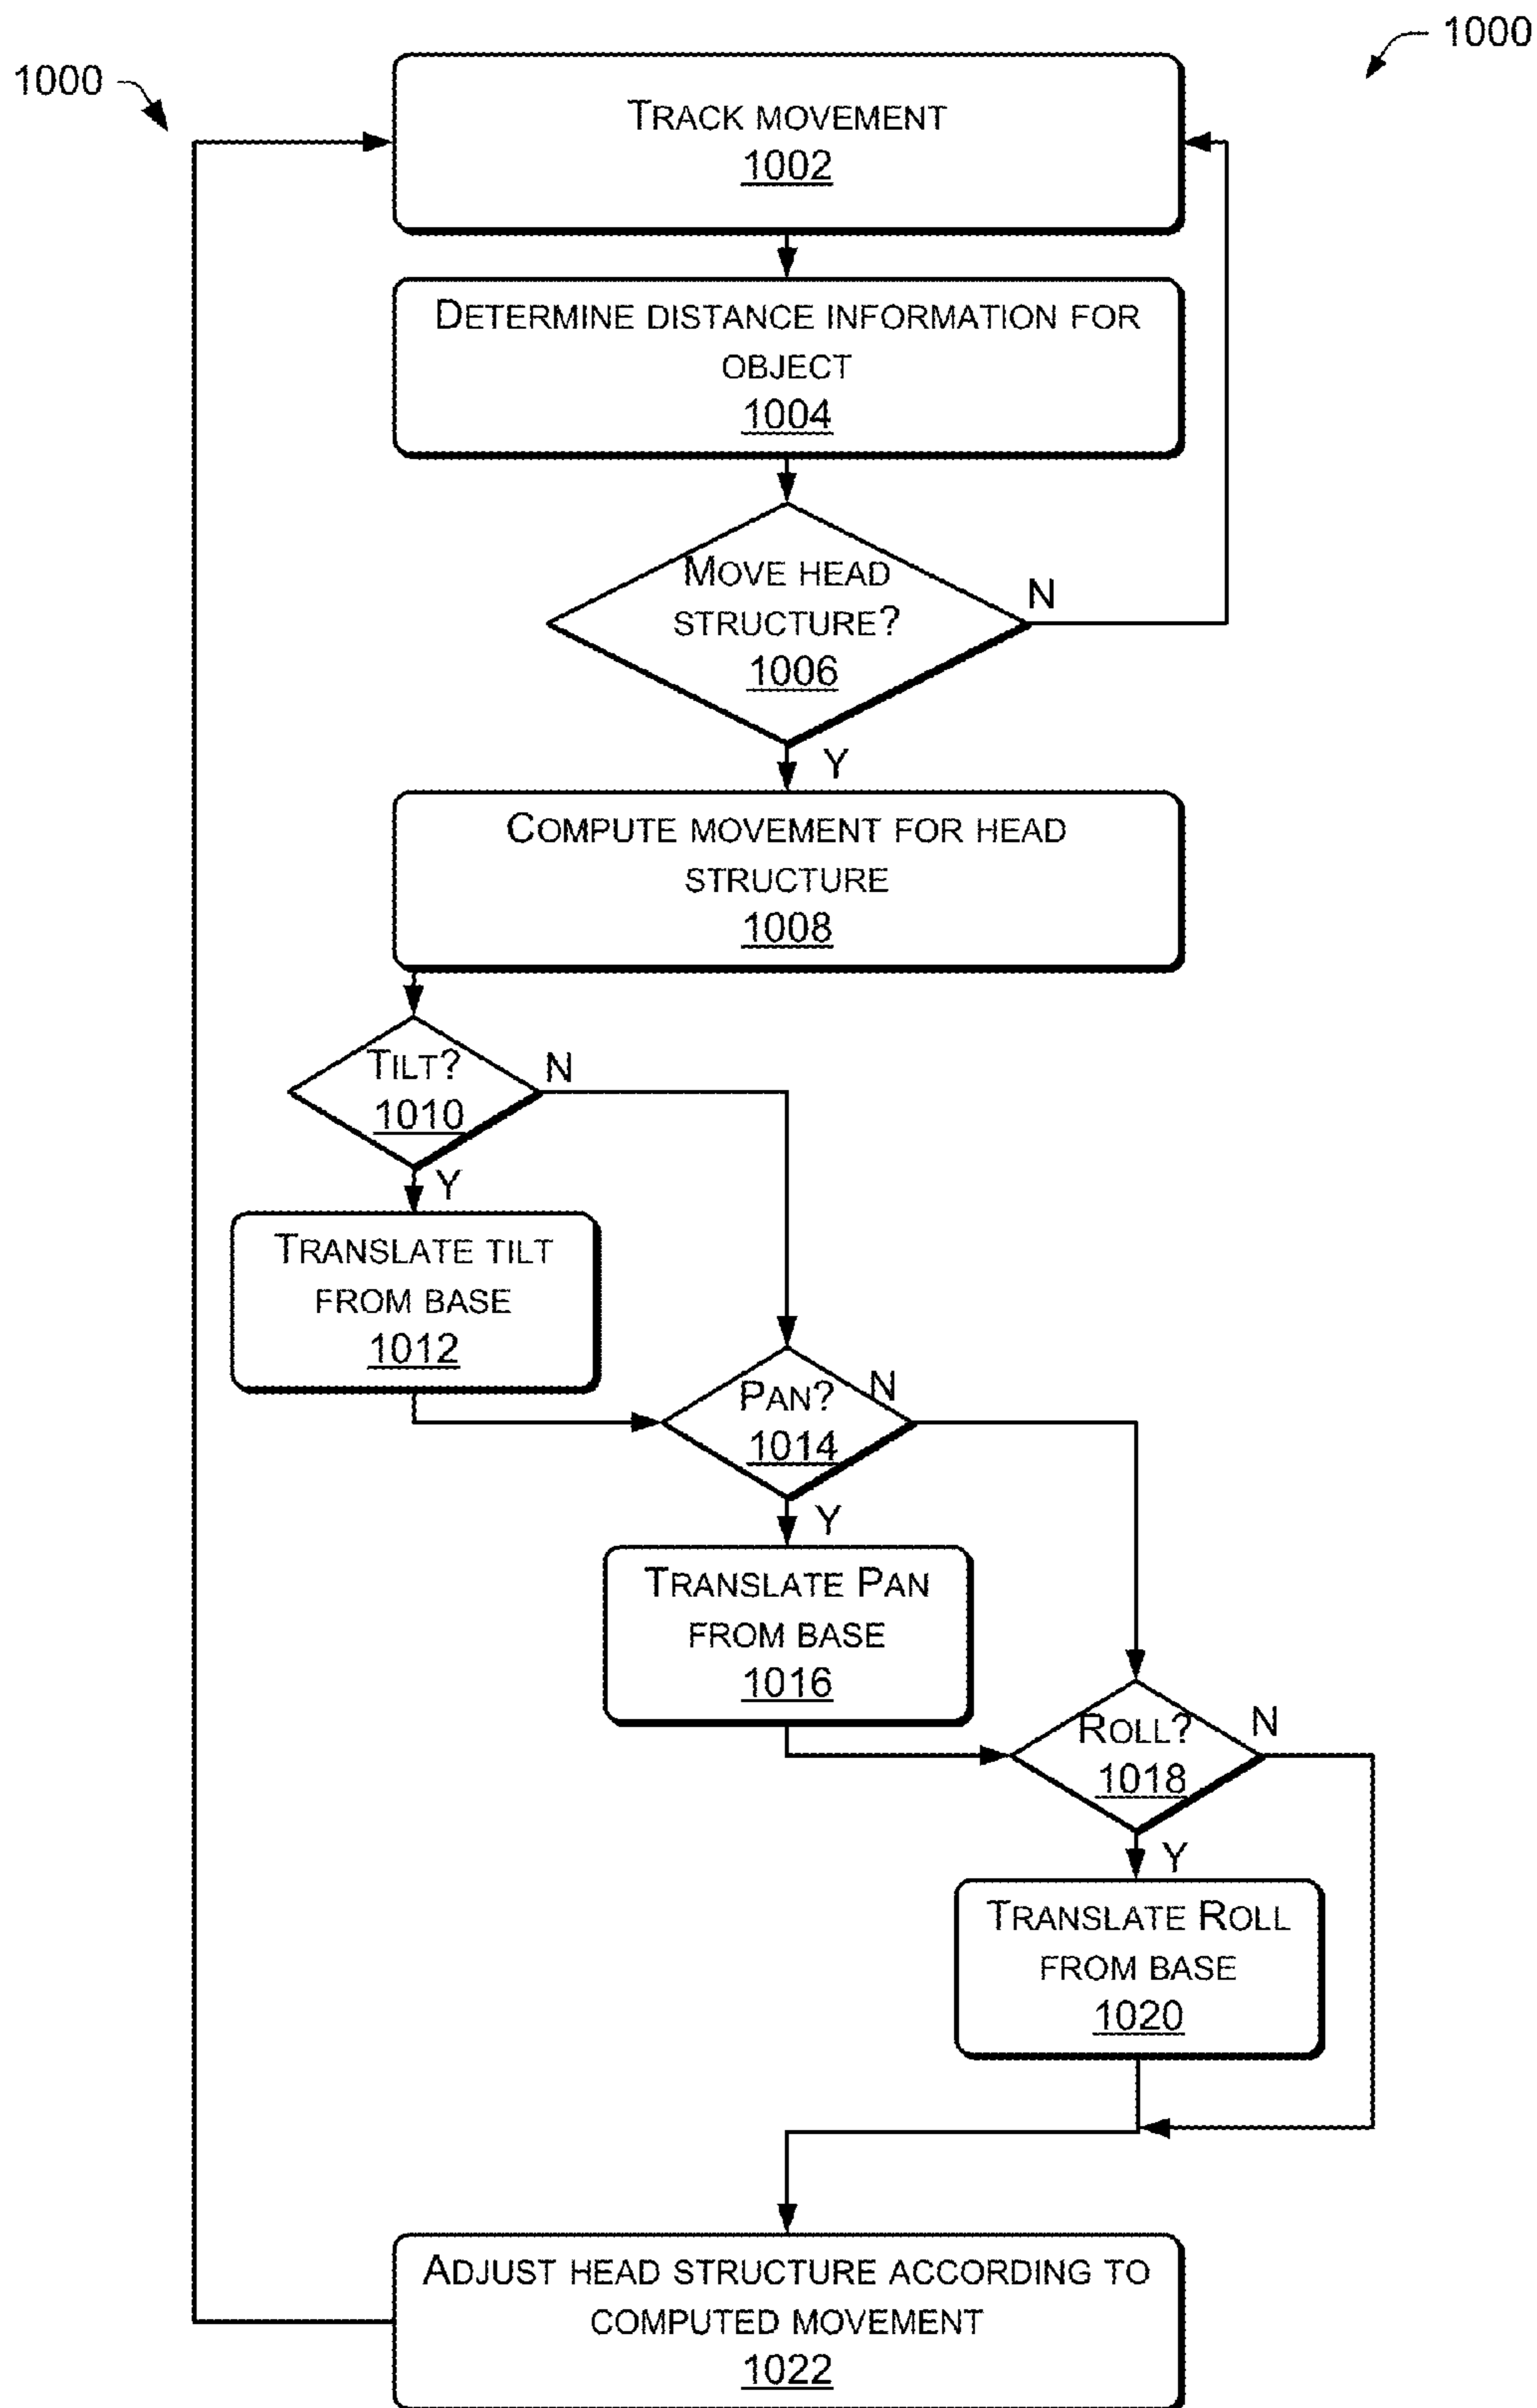 1000
1000
TRACK MOVEMENT
1002
DETERMINE DISTANCE INFORMATION FOR
OBJECT
1004
MOVE HEAD
STRUCTURE?
1006
N
Y
COMPUTE MOVEMENT FOR HEAD
STRUCTURE
1008
TILT?
1010
N
Y
TRANSLATE TILT
FROM BASE
1012
PAN?
1014
N
Y
TRANSLATE PAN
FROM BASE
1016
ROLL?
1018
N
Y
TRANSLATE ROLL
FROM BASE
1020
ADJUST HEAD STRUCTURE ACCORDING TO
COMPUTED MOVEMENT
1022